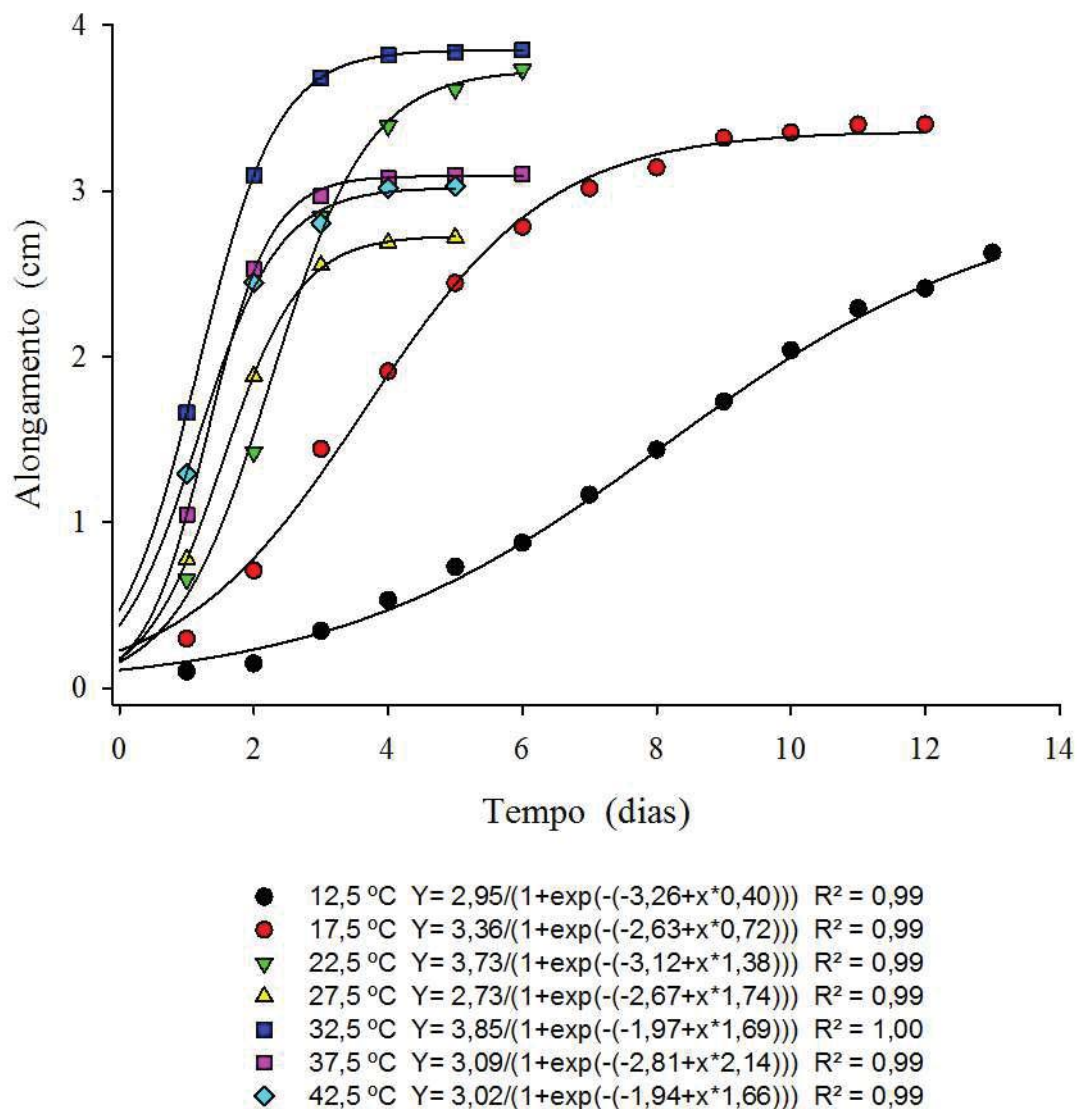 4
3
2
1
0
Alongamento (cm)
0 2 4 6 8 10 12 14
Tempo (dias)
12,5 ºC Y= 2,95/(1+exp(-(-3,26+x*0,40))) R² = 0,99
17,5 ºC Y= 3,36/(1+exp(-(-2,63+x*0,72))) R² = 0,99
22,5 ºC Y= 3,73/(1+exp(-(-3,12+x*1,38))) R² = 0,99
27,5 ºC Y= 2,73/(1+exp(-(-2,67+x*1,74))) R² = 0,99
32,5 ºC Y= 3,85/(1+exp(-(-1,97+x*1,69))) R² = 1,00
37,5 ºC Y= 3,09/(1+exp(-(-2,81+x*2,14))) R² = 0,99
42,5 ºC Y= 3,02/(1+exp(-(-1,94+x*1,66))) R² = 0,99